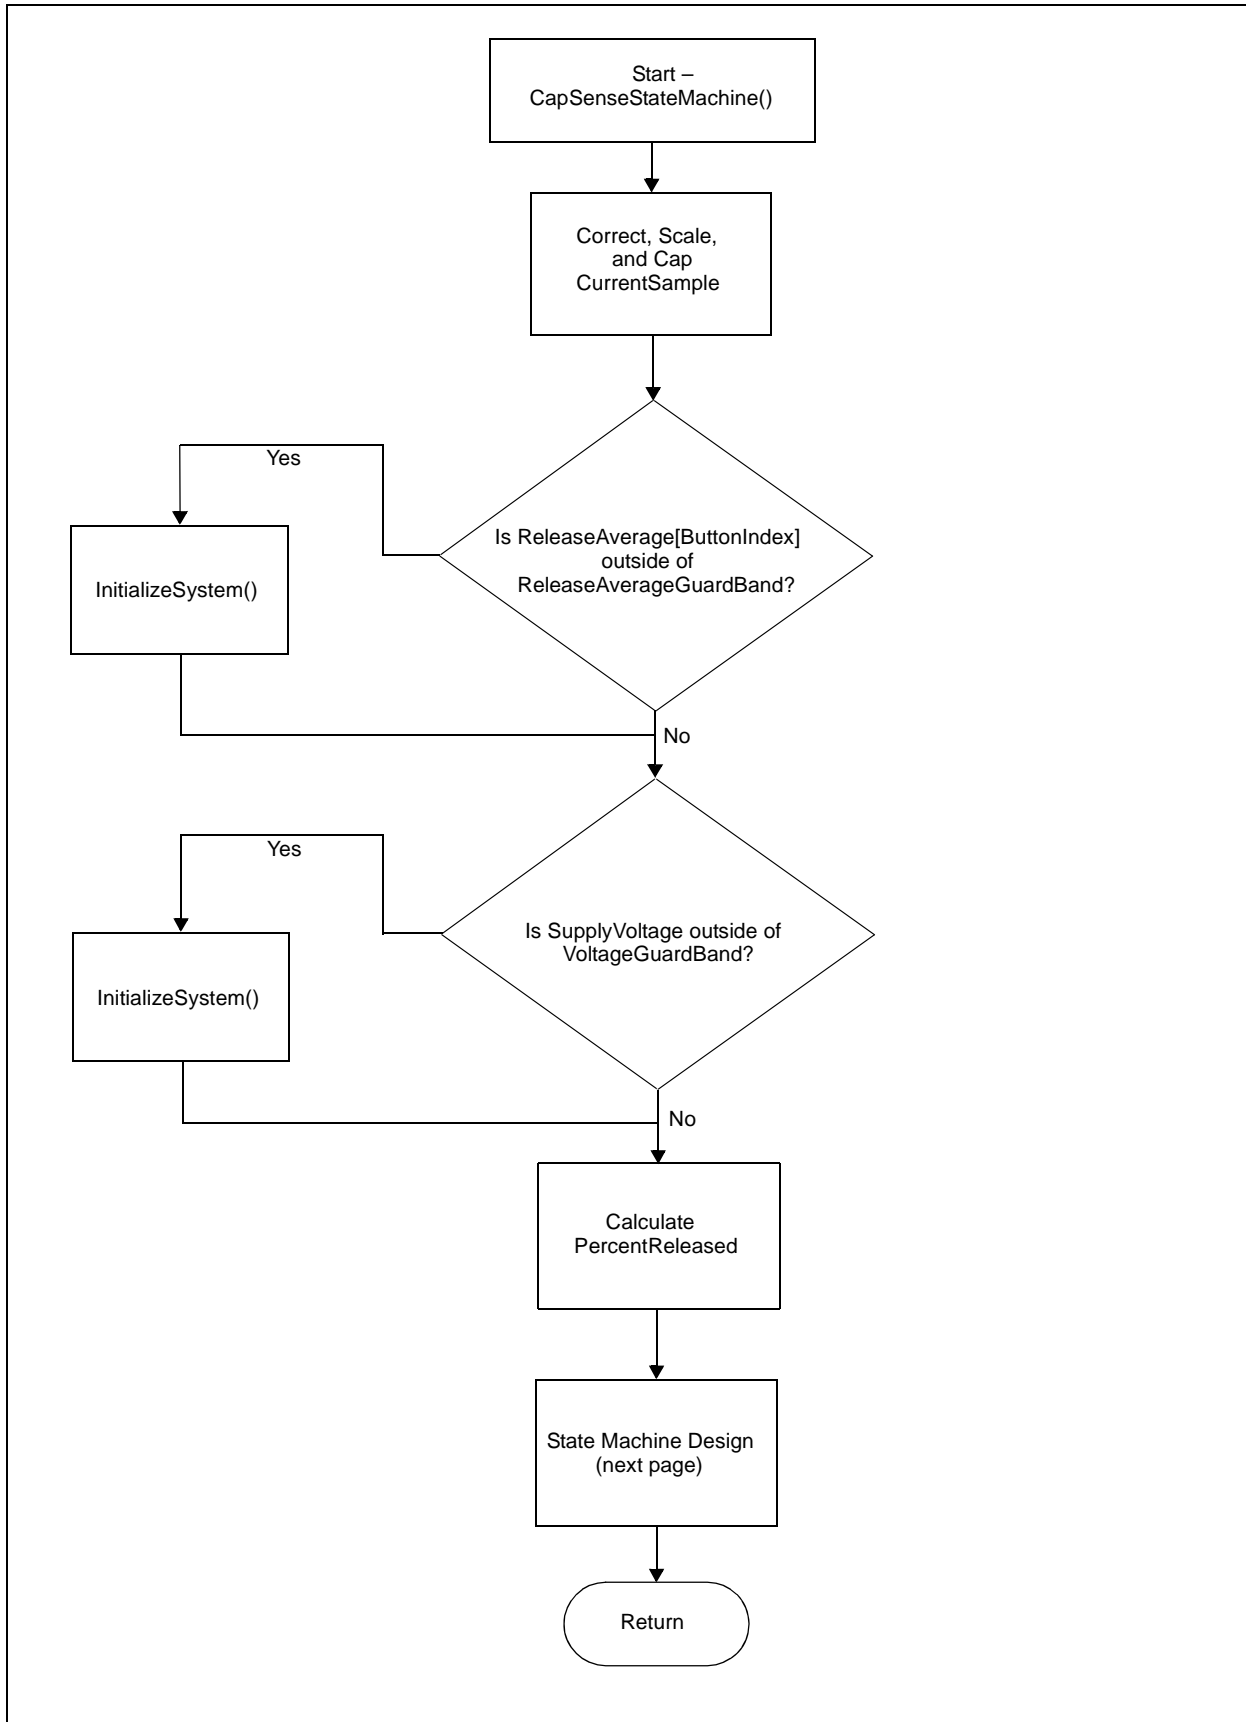 Start –
CapSenseStateMachine()
Correct, Scale,
and Cap
CurrentSample
Yes
Is ReleaseAverage[ButtonIndex]
outside of
ReleaseAverageGuardBand?
InitializeSystem()
No
Yes
Is SupplyVoltage outside of
VoltageGuardBand?
InitializeSystem()
No
Calculate
PercentReleased
State Machine Design
(next page)
Return